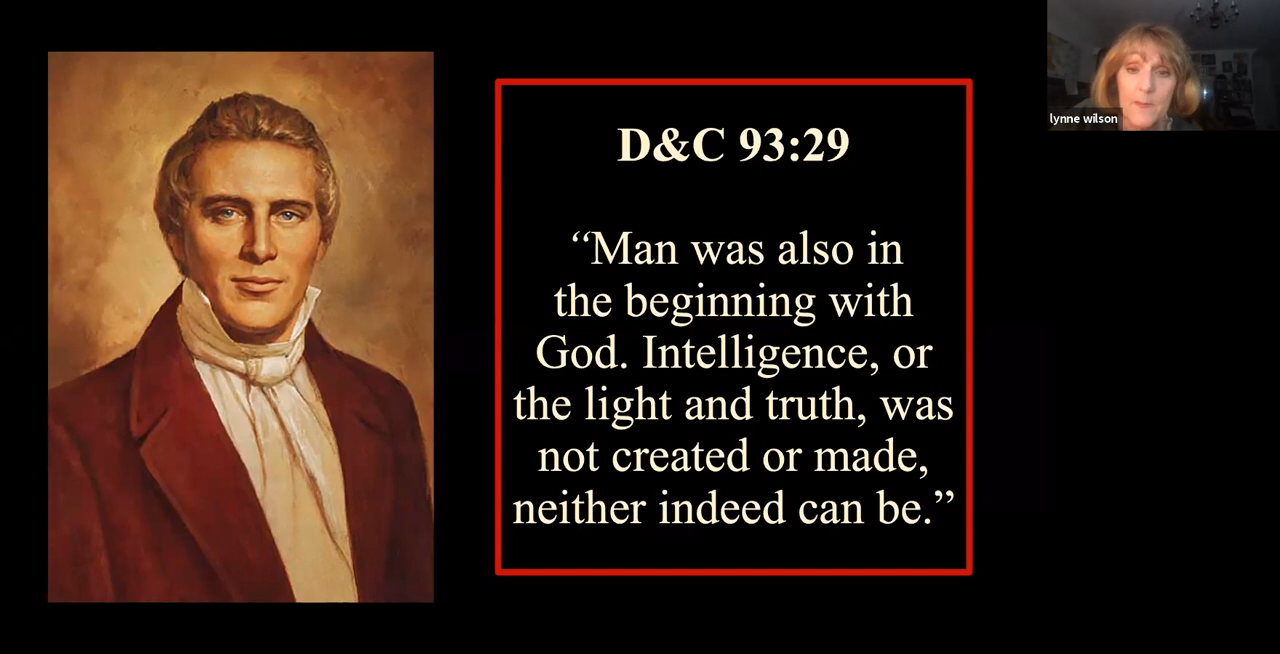 D&C 93:29
“Man was also in
the beginning with
God. Intelligence, or
the light and truth, was
not created or made,
neither indeed can be.”
lynne wilson